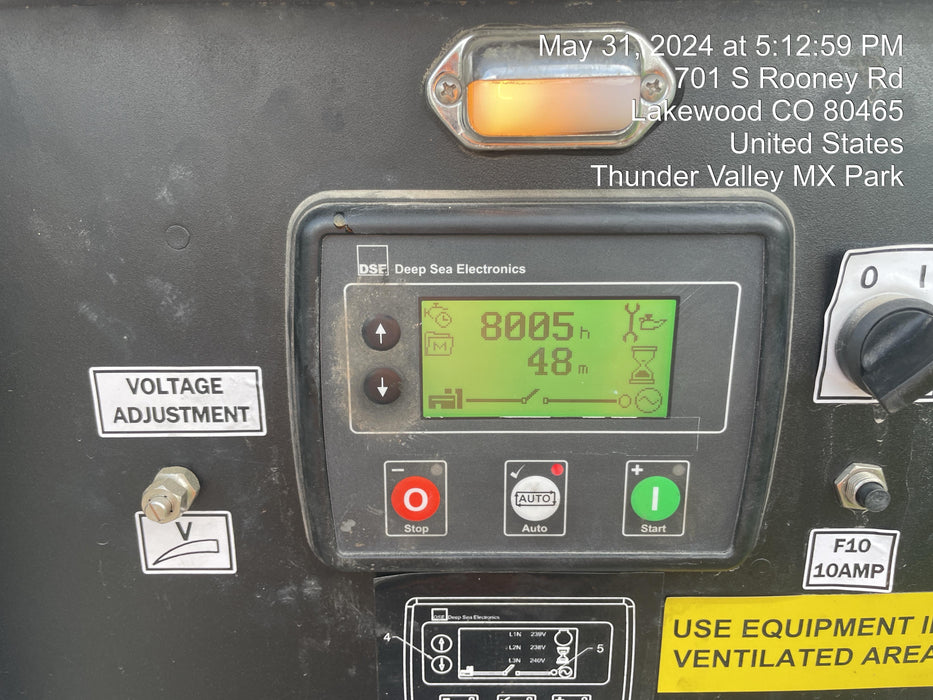 May 31, 2024 at 5:12:59 PM
701 S Rooney Rd
Lakewood CO 80465
United States
Thunder Valley MX Park
DSE Deep Sea Electronics
8005 h
48 m
M
O I
VOLTAGE
ADJUSTMENT
V
AUTO
Stop
Auto
Start
F10
10AMP
DSE Deep Sea Electronics
L1N 239V
L2N 238V
L3N 240V
4
5
USE EQUIPMENT
VENTILATED AREA